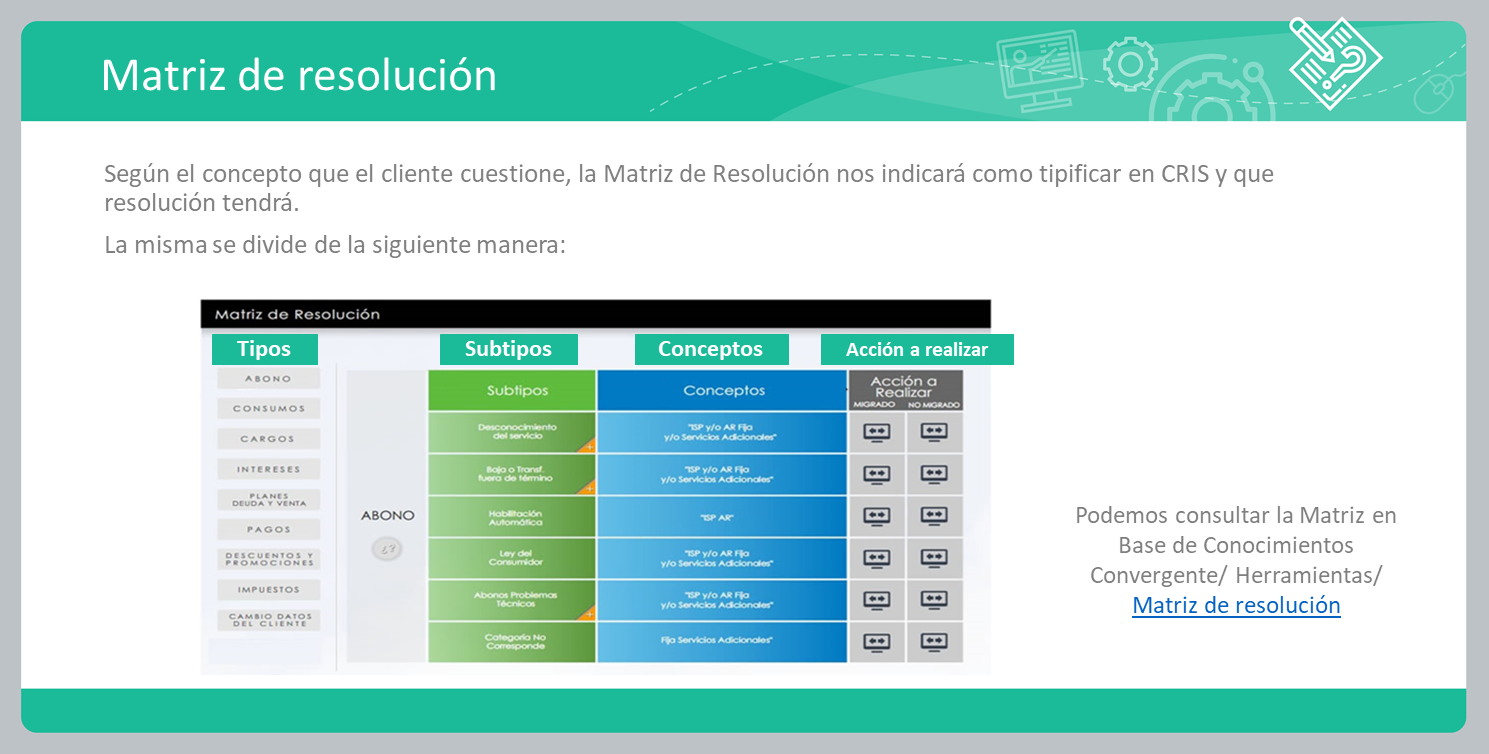 Matriz de resolución
Según el concepto que el cliente cuestione, la Matriz de Resolución nos indicará como tipificar en CRIS y que
resolución tendrá.
La misma se divide de la siguiente manera:
Matriz de Resolución
Tipos
Subtipos
Conceptos
Acción a realizar
ABONO
CONSUMOS
CARGOS
INTERESES
PLANES
DEUDA Y VENTA
PAGOS
DESCUENTOS Y
PROMOCIONES
IMPUESTOS
CAMBIO DATOS
DEL CLIENTE
ABONO
Subtipos
Conceptos
Acción a
Realizar
MIGRADO
NO MIGRADO
Desconocimiento
del servicio
"ISP y/o AR Fija
y/o Servicios Adicionales"
Baja o Transf.
fuera de término
"ISP y/o AR Fija
y/o Servicios Adicionales"
Habilitación
Automática
"ISP AR"
Ley del
Consumidor
"ISP y/o AR Fija
y/o Servicios Adicionales"
Abonos Problemas
Técnicos
"ISP y/o AR Fija
y/o Servicios Adicionales"
Categoría No
Corresponde
Fija Servicios Adicionales"
Podemos consultar la Matriz en
Base de Conocimientos
Convergente/ Herramientas/
Matriz de resolución